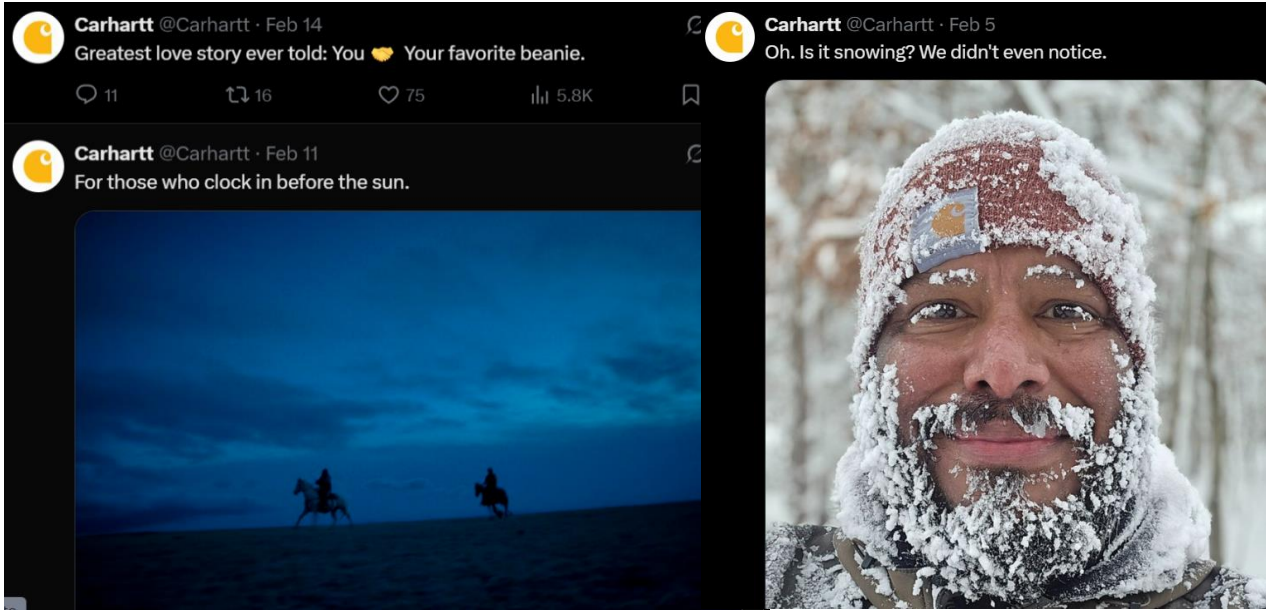 Carhartt @Carhartt · Feb 14
Greatest love story ever told: You 🤝 Your favorite beanie.
11 16 75 5.8K
Carhartt @Carhartt · Feb 11
For those who clock in before the sun.
Carhartt @Carhartt · Feb 5
Oh. Is it snowing? We didn't even notice.